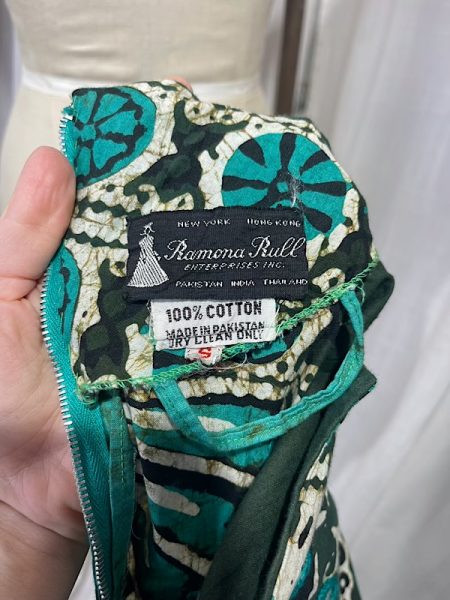 NEW YORK HONG KONG
Ramona Rull
ENTERPRISES INC.
PAKISTAN INDIA THAILAND
100% COTTON
MADE IN PAKISTAN
DRY CLEAN ONLY
S